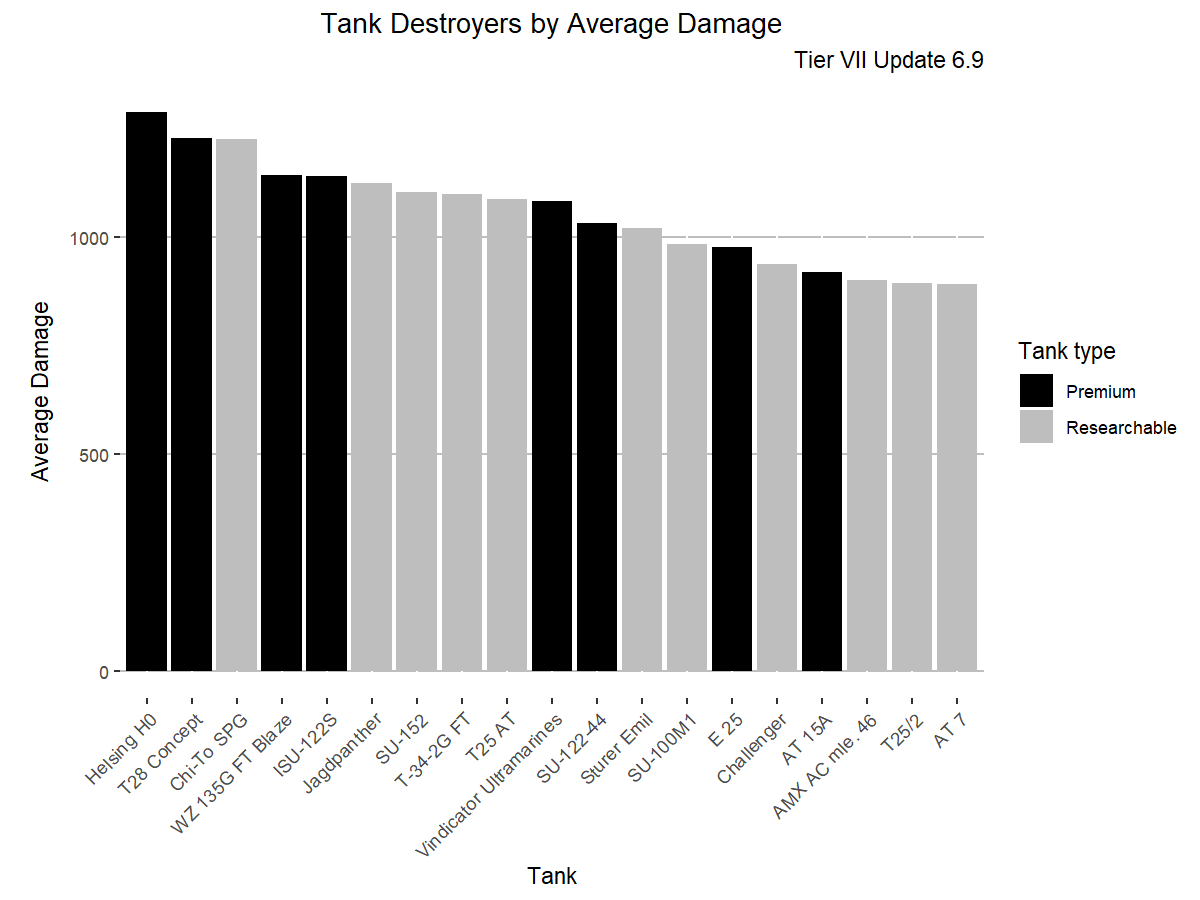 Tank Destroyers by Average Damage
Tier VII Update 6.9
Average Damage
1000
500
0
Helsing H0
T28 Concept
Chi-To SPG
WZ 135G FT Blaze
ISU-122S
Jagdpanther
SU-152
T-34-2G FT
T25 AT
Vindicator Ultramarines
SU-122-44
Sturer Emil
SU-100M1
E 25
Challenger
AT 15A
AMX AC mle. 46
T25/2
AT 7
Tank
Tank type
Premium
Researchable